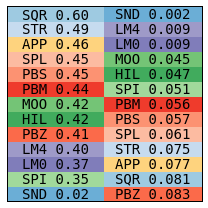 SQR 0.60 SND 0.002
STR 0.49 LM4 0.009
APP 0.46 LM0 0.009
SPL 0.45 MOO 0.045
PBS 0.45 HIL 0.047
PBM 0.44 SPI 0.051
MOO 0.42 PBM 0.056
HIL 0.42 PBS 0.057
PBZ 0.41 SPL 0.061
LM4 0.40 STR 0.075
LM0 0.37 APP 0.077
SPI 0.35 SQR 0.081
SND 0.02 PBZ 0.083